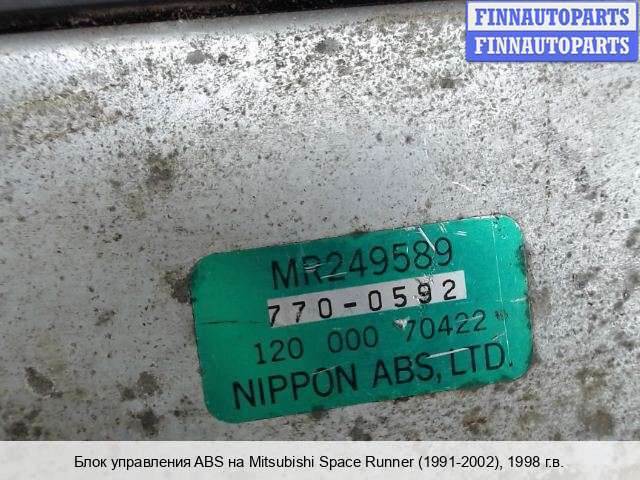 FINNAUTOPARTS
FINNAUTOPARTS
MR249589
770-0592
120 000 70422
NIPPON ABS, LTD.
Блок управления ABS на Mitsubishi Space Runner (1991-2002), 1998 г.в.